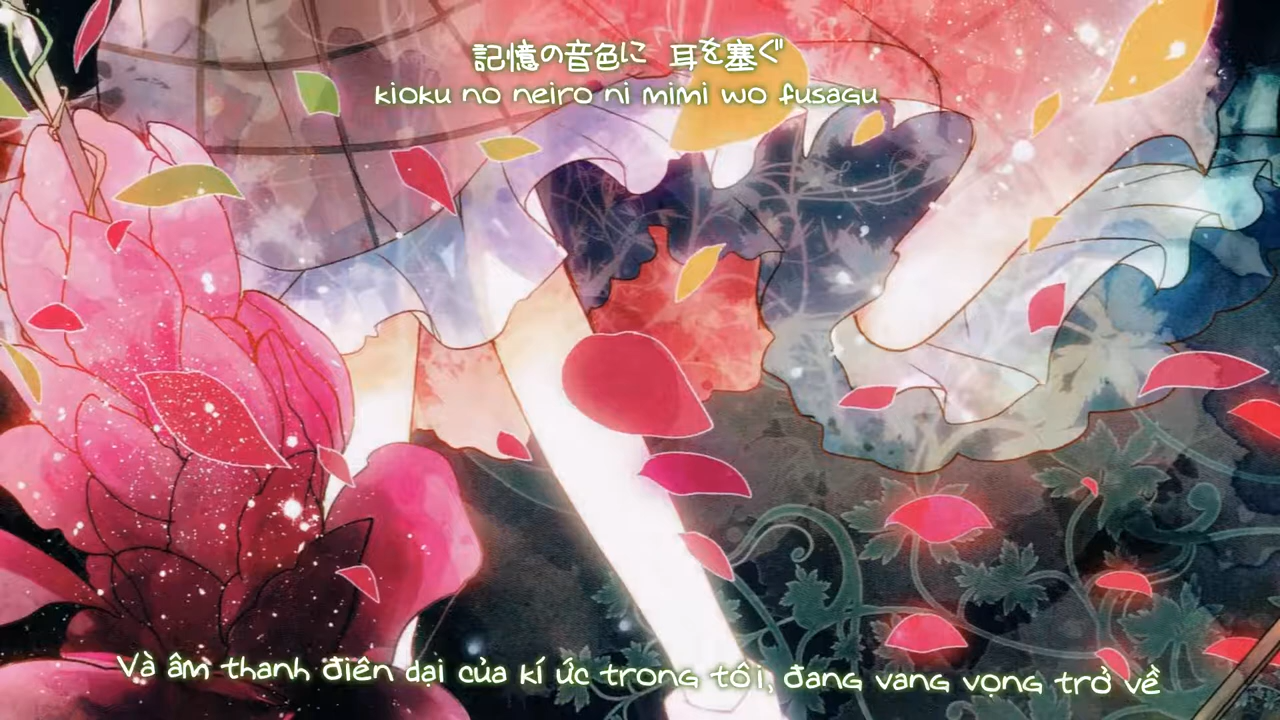 記憶の音色に 耳を塞ぐ
kioku no neiro ni mimi wo fusagu
Và âm thanh điên dại của kí ức trong tôi, đang vang vọng trở về